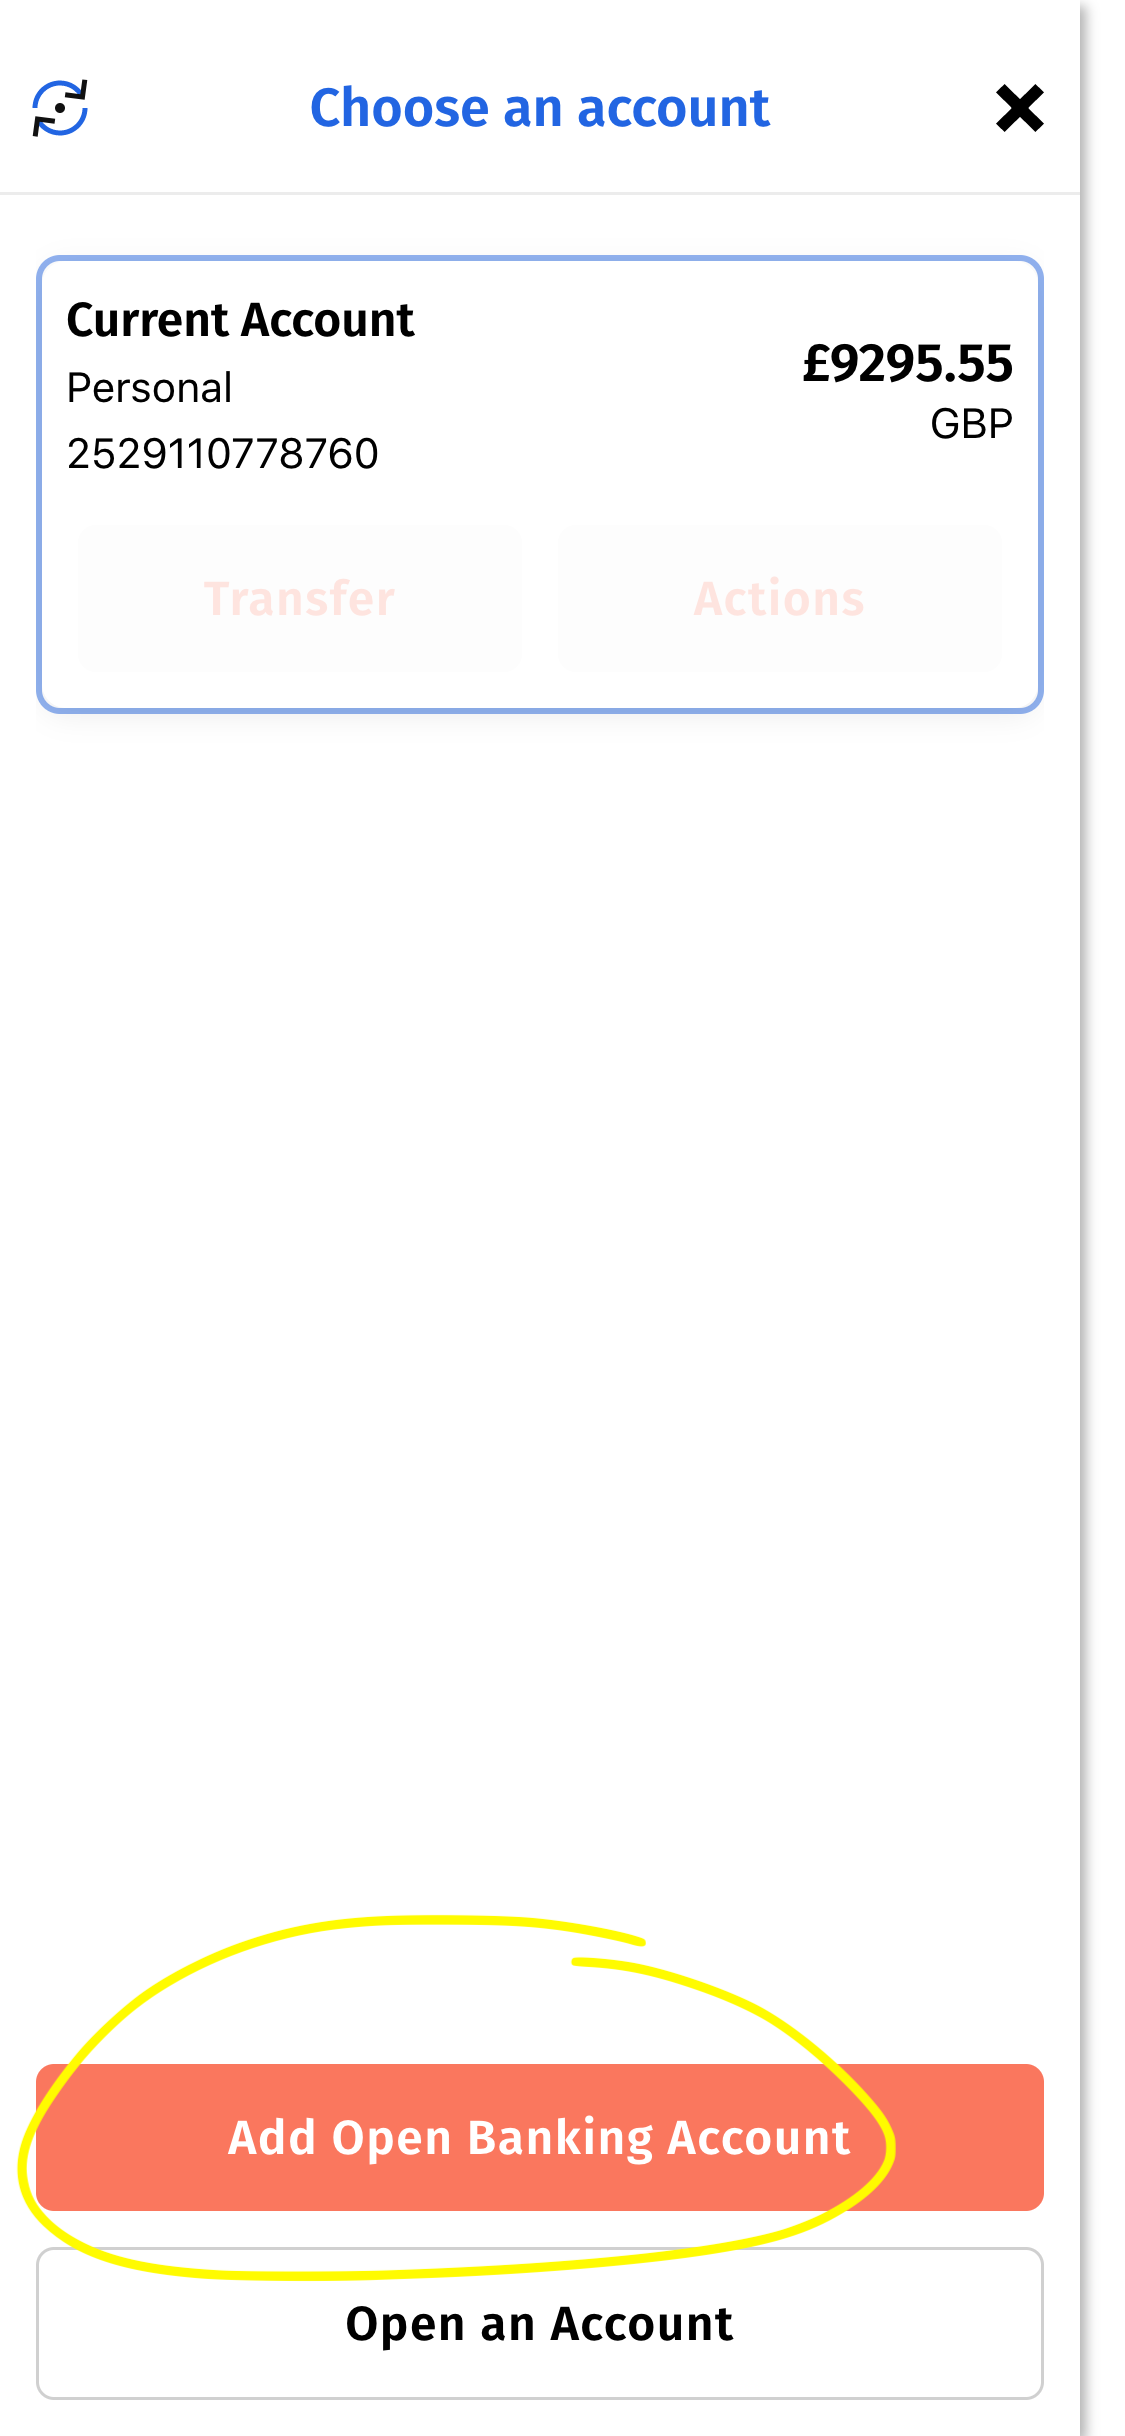 Choose an account
Current Account
Personal
2529110778760
£9295.55
GBP
Transfer
Actions
Add Open Banking Account
Open an Account